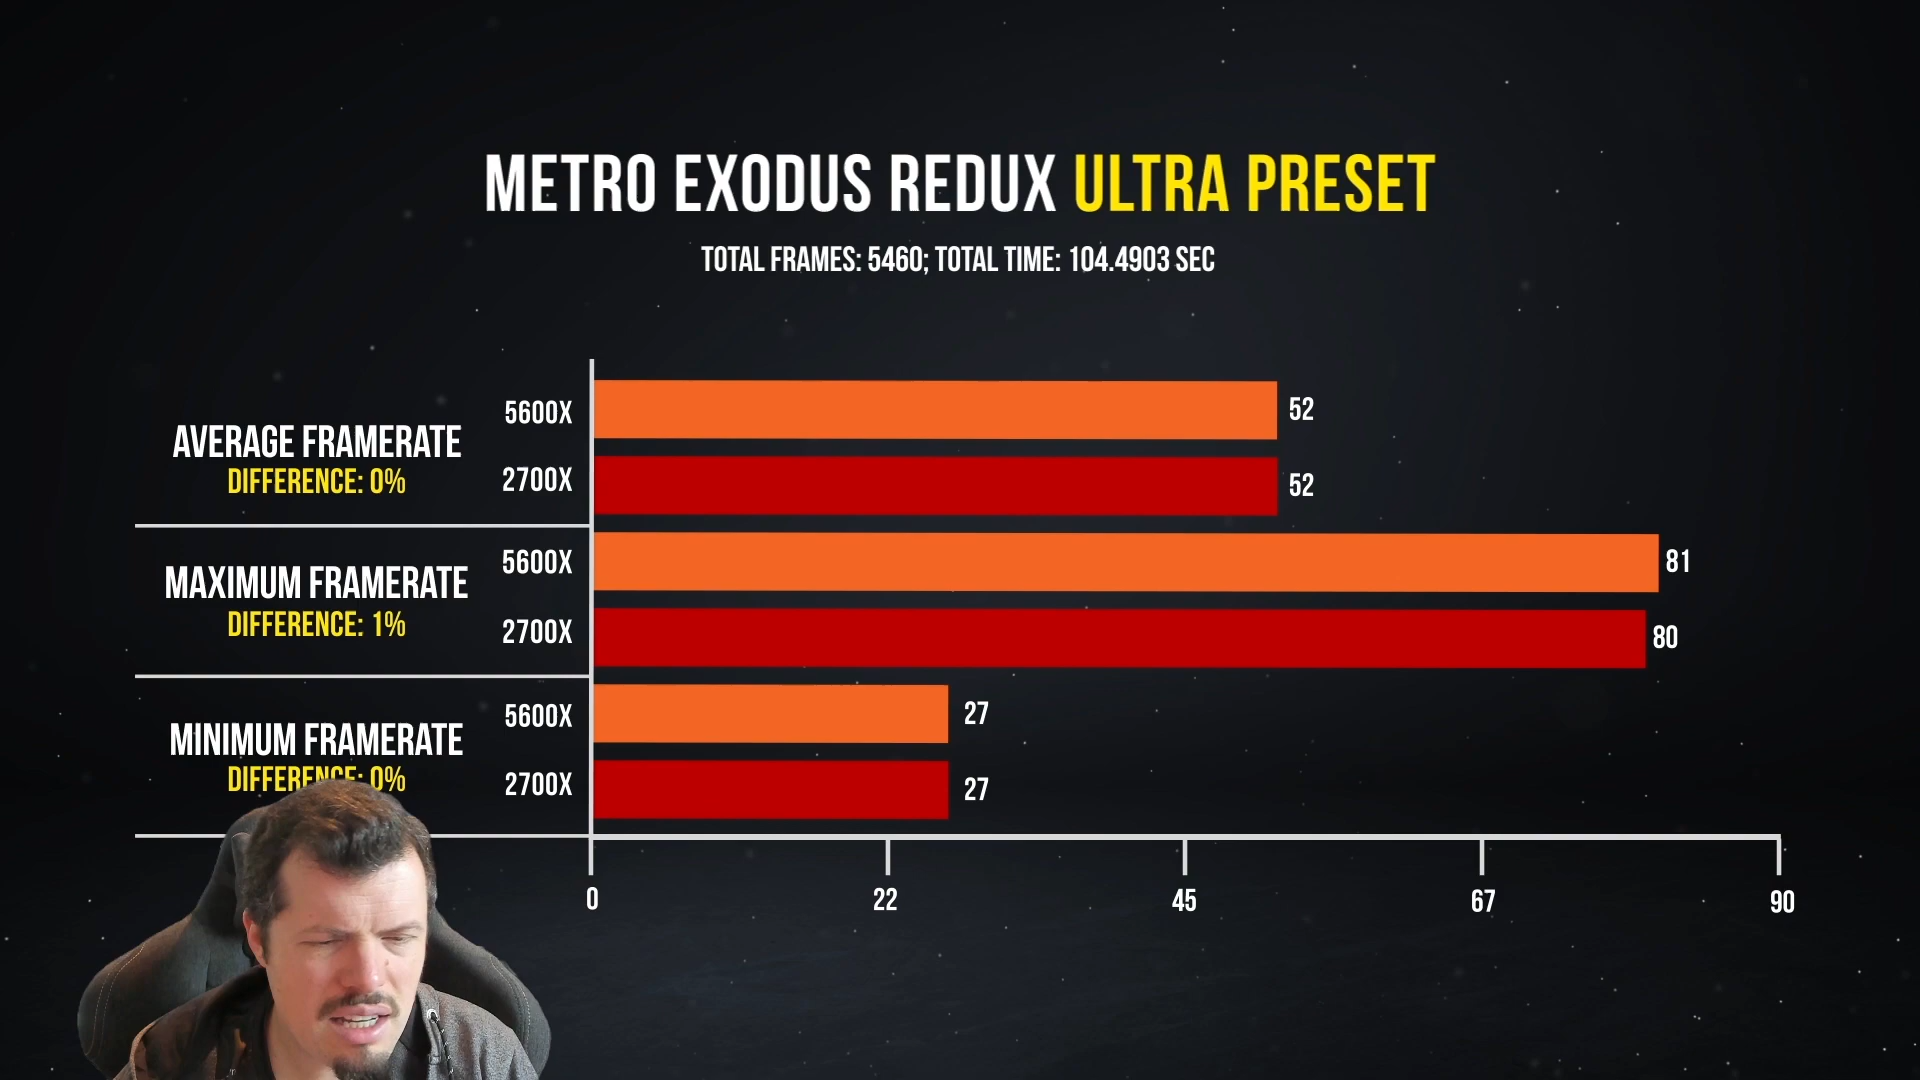 METRO EXODUS REDUX ULTRA PRESET
TOTAL FRAMES: 5460; TOTAL TIME: 104.4903 SEC
AVERAGE FRAMERATE
DIFFERENCE: 0%
5600X
52
2700X
52
MAXIMUM FRAMERATE
DIFFERENCE: 1%
5600X
81
2700X
80
MINIMUM FRAMERATE
DIFFERENCE: 0%
5600X
27
2700X
27
0 22 45 67 90